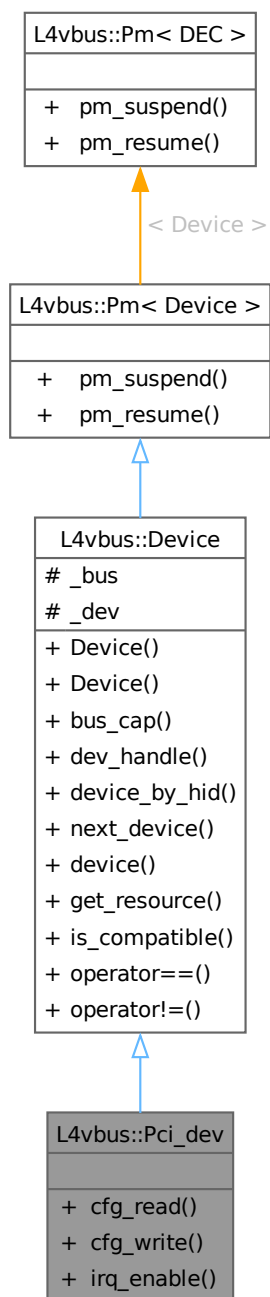 L4vbus::Pm< DEC >
+ pm_suspend()
+ pm_resume()
< Device >
L4vbus::Pm< Device >
+ pm_suspend()
+ pm_resume()
L4vbus::Device
# _bus
# _dev
+ Device()
+ Device()
+ bus_cap()
+ dev_handle()
+ device_by_hid()
+ next_device()
+ device()
+ get_resource()
+ is_compatible()
+ operator==()
+ operator!=()
L4vbus::Pci_dev
+ cfg_read()
+ cfg_write()
+ irq_enable()